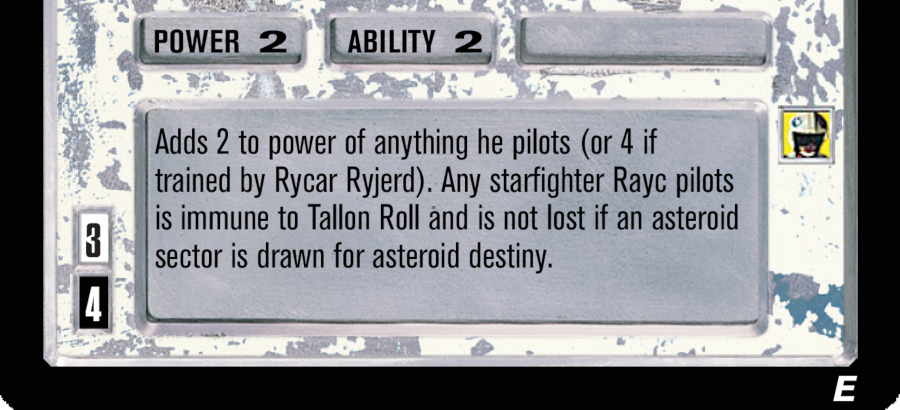 POWER 2 ABILITY 2
Adds 2 to power of anything he pilots (or 4 if
trained by Rycar Ryjerd). Any starfighter Rayc pilots
is immune to Tallon Roll and is not lost if an asteroid
sector is drawn for asteroid destiny.
3
4
E